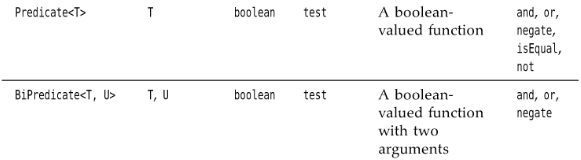 Predicate<T> T boolean test A boolean- and, or,
valued function negate,
isEqual,
not
BiPredicate<T, U> T, U boolean test A boolean- and, or,
valued function negate
with two
arguments